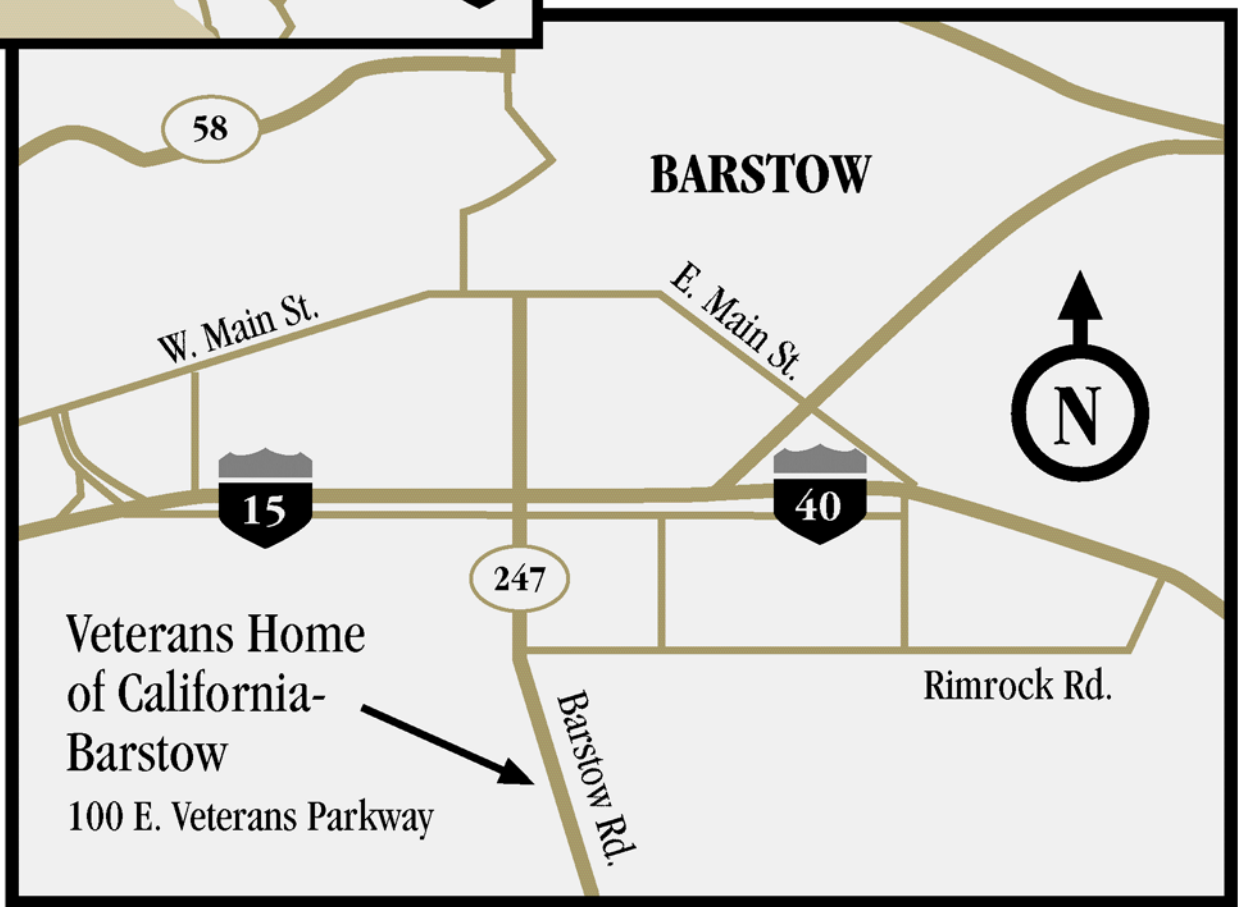 58
BARSTOW
E. Main St.
W. Main St.
N
15
40
247
Veterans Home
of California-
Barstow
100 E. Veterans Parkway
Rimrock Rd.
Barstow Rd.